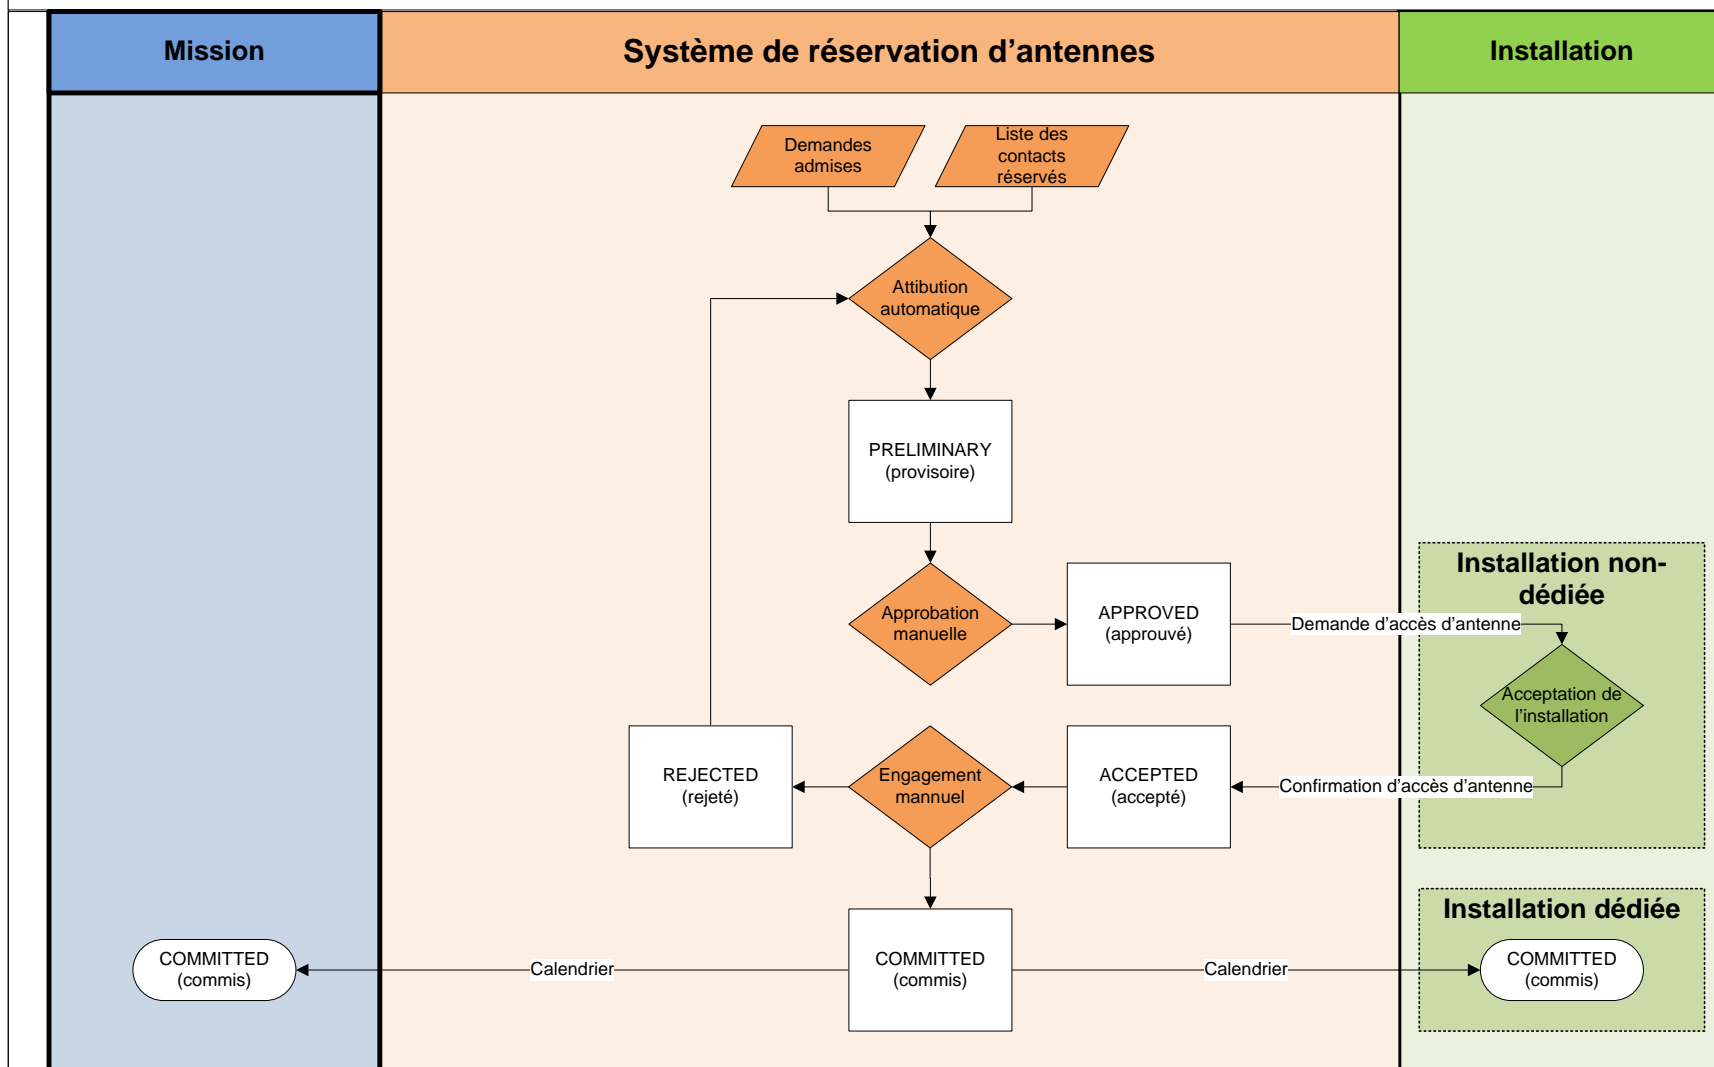 Mission
Système de réservation d’antennes
Installation
Demandes
admises
Liste des
contacts
réservés
Attibution
automatique
PRELIMINARY
(provisoire)
Installation non-
dédiée
Approbation
manuelle
APPROVED
(approuvé)
Demande d’accès d’antenne
Acceptation de
l’installation
REJECTED
(rejeté)
Engagement
mannuel
ACCEPTED
(accepté)
Confirmation d’accès d’antenne
Installation dédiée
COMMITTED
(commis)
Calendrier
COMMITTED
(commis)
Calendrier
COMMITTED
(commis)